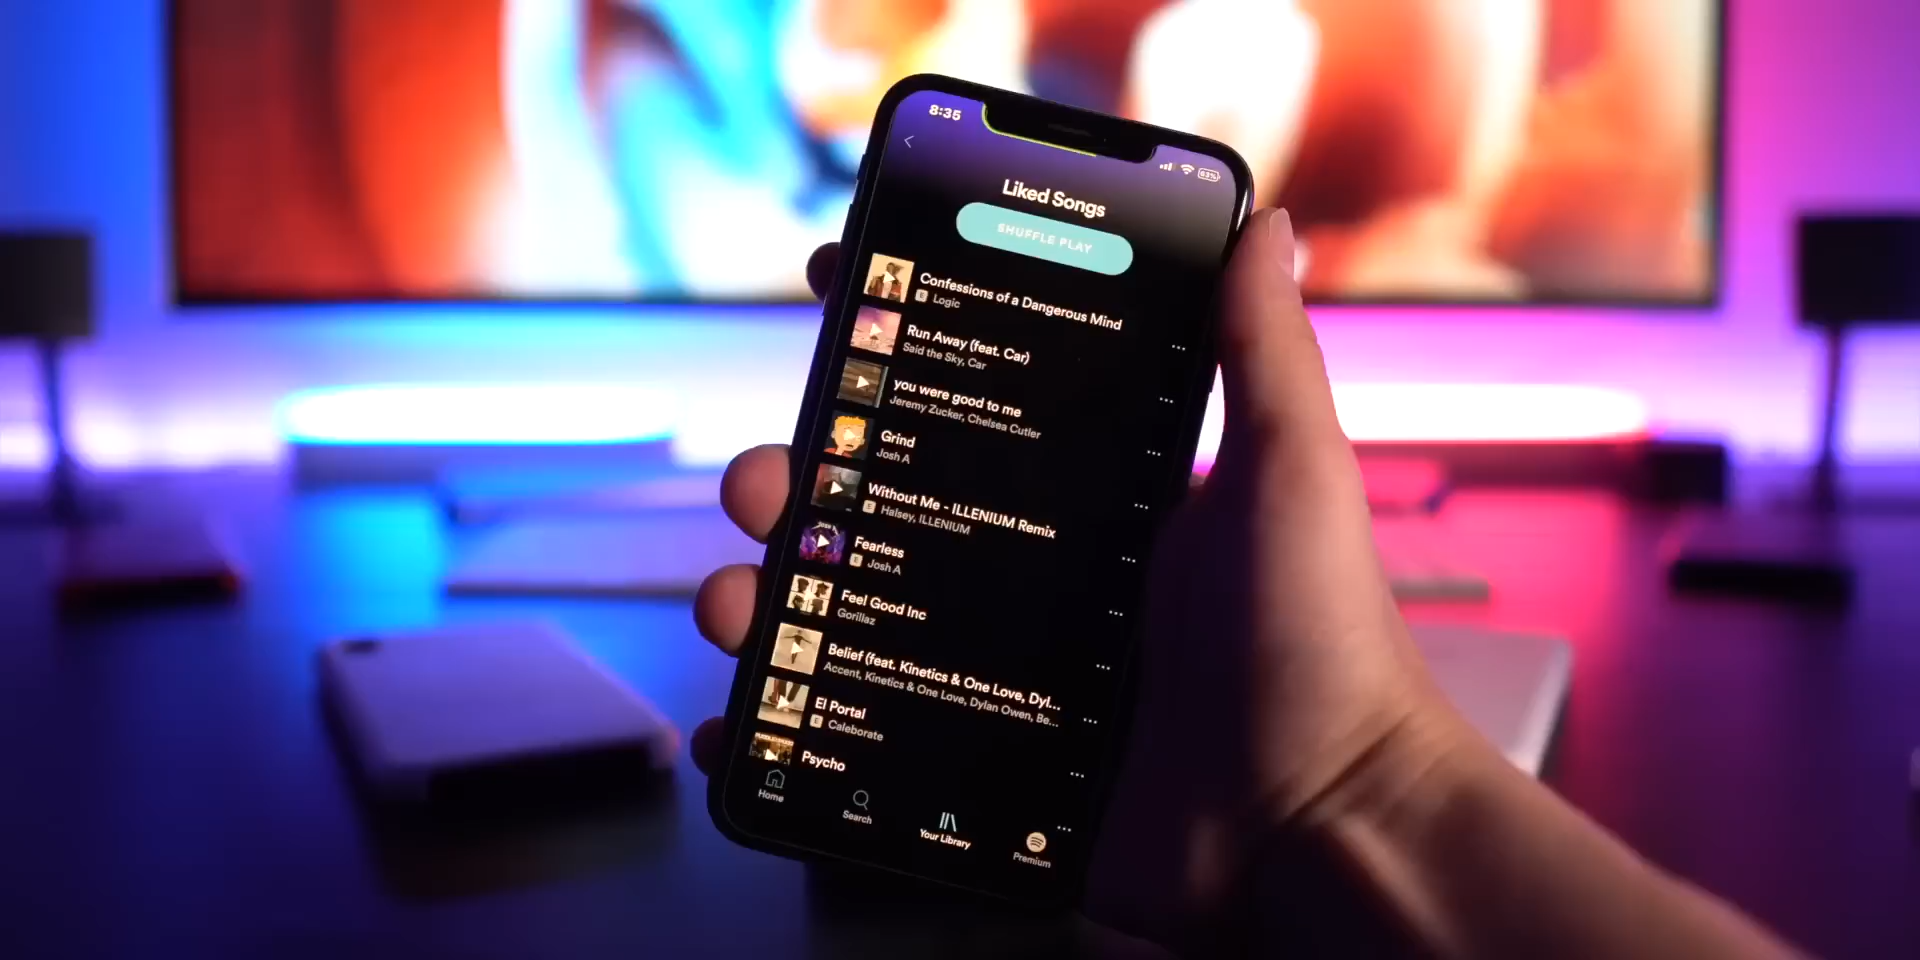 8:35
63%
Liked Songs
SHUFFLE PLAY
Confessions of a Dangerous Mind
E Logic
Run Away (feat. Car)
Said the Sky, Car
you were good to me
Jeremy Zucker, Chelsea Cutler
Grind
Josh A
Without Me - ILLENIUM Remix
E Halsey, ILLENIUM
Fearless
E Josh A
Feel Good Inc
Gorillaz
Belief (feat. Kinetics & One Love, Dyl...
Accent, Kinetics & One Love, Dylan Owen, Be...
El Portal
E Caleborate
Psycho
Home
Search
Your Library
Premium